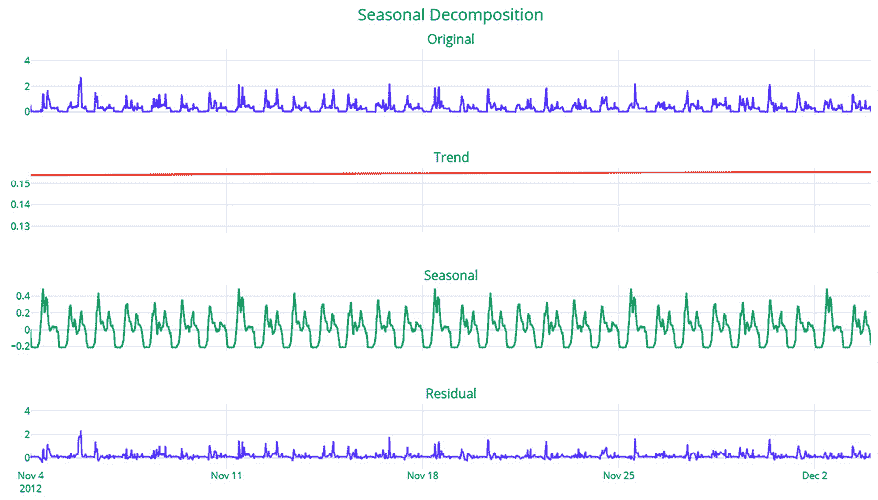 Seasonal Decomposition
Original
4
2
0
Trend
0.15
0.14
0.13
Seasonal
0.4
0.2
0
−0.2
Residual
4
2
0
Nov 4 Nov 11 Nov 18 Nov 25 Dec 2
2012